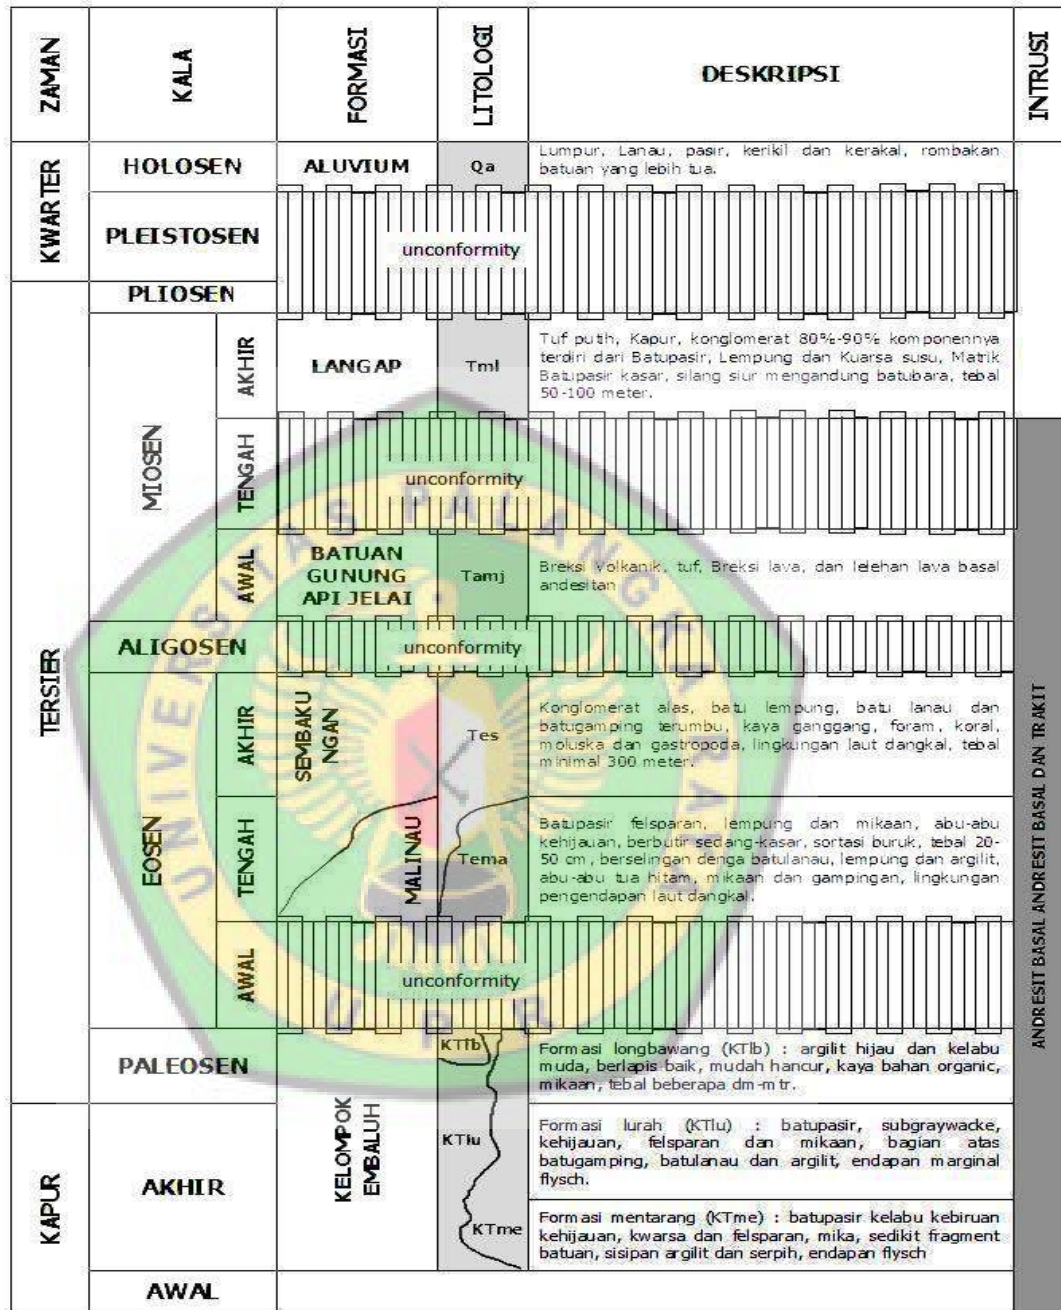 ZAMAN
KALA
FORMASI
LITOLOGI
DESKRIPSI
INTRUSI
KWARTER
HOLOSEN
ALUVIUM
Qa
Lumpur, Lanau, pasir, kerikil dan kerakal, rombakan
batuan yang lebih tua.
PLEISTOSEN
unconformity
PLIOSEN
TERSIER
MIOSEN
AKHIR
LANGAP
Tml
Tuf putih, Kapur, konglomerat 80%-90% komponennya
terdiri dari Batupasir, Lempung dan Kuarsa susu, Matrik
Batupasir kasar, silang siur mengandung batubara, tebal
50-100 meter.
TENGAH
unconformity
AWAL
BATUAN
GUNUNG
API JELAI
Tamj
Breksi Volkanik, tuf, Breksi lava, dan lelehan lava basal
andesitan
ALIGOSEN
unconformity
EOSEN
AKHIR
SEMBAKU
NGAN
Tes
Konglomerat alas, batu lempung, batu lanau dan
batugamping terumbu, kaya ganggang, foram, koral,
moluska dan gastropoda, lingkungan laut dangkal, tebal
minimal 300 meter.
TENGAH
MALINAU
Tema
Batupasir felsparan, lempung dan mikaan, abu-abu
kehijauan, berbutir sedang-kasar, sortasi buruk, tebal 20-
50 cm, berselingan denga batulanau, lempung dan argilit,
abu-abu tua hitam, mikaan dan gampingan, lingkungan
pengendapan laut dangkal.
AWAL
unconformity
PALEOSEN
KTlb
Formasi longbawang (KTlb) : argilit hijau dan kelabu
muda, berlapis baik, mudah hancur, kaya bahan organic,
mikaan, tebal beberapa dm-mtr.
KAPUR
AKHIR
KELOMPOK
EMBALUH
KTlu
Formasi lurah (KTlu) : batupasir, subgraywacke,
kehijauan, felsparan dan mikaan, bagian atas
batugamping, batulanau dan argilit, endapan marginal
flysch.
KTme
Formasi mentarang (KTme) : batupasir kelabu kebiruan
kehijauan, kwarsa dan felsparan, mika, sedikit fragment
batuan, sisipan argilit dan serpih, endapan flysch
AWAL
ANDRESIT BASAL ANDRESIT BASAL DAN TRAKIT
UNIVERSITAS PALANGKARAYA
UPR